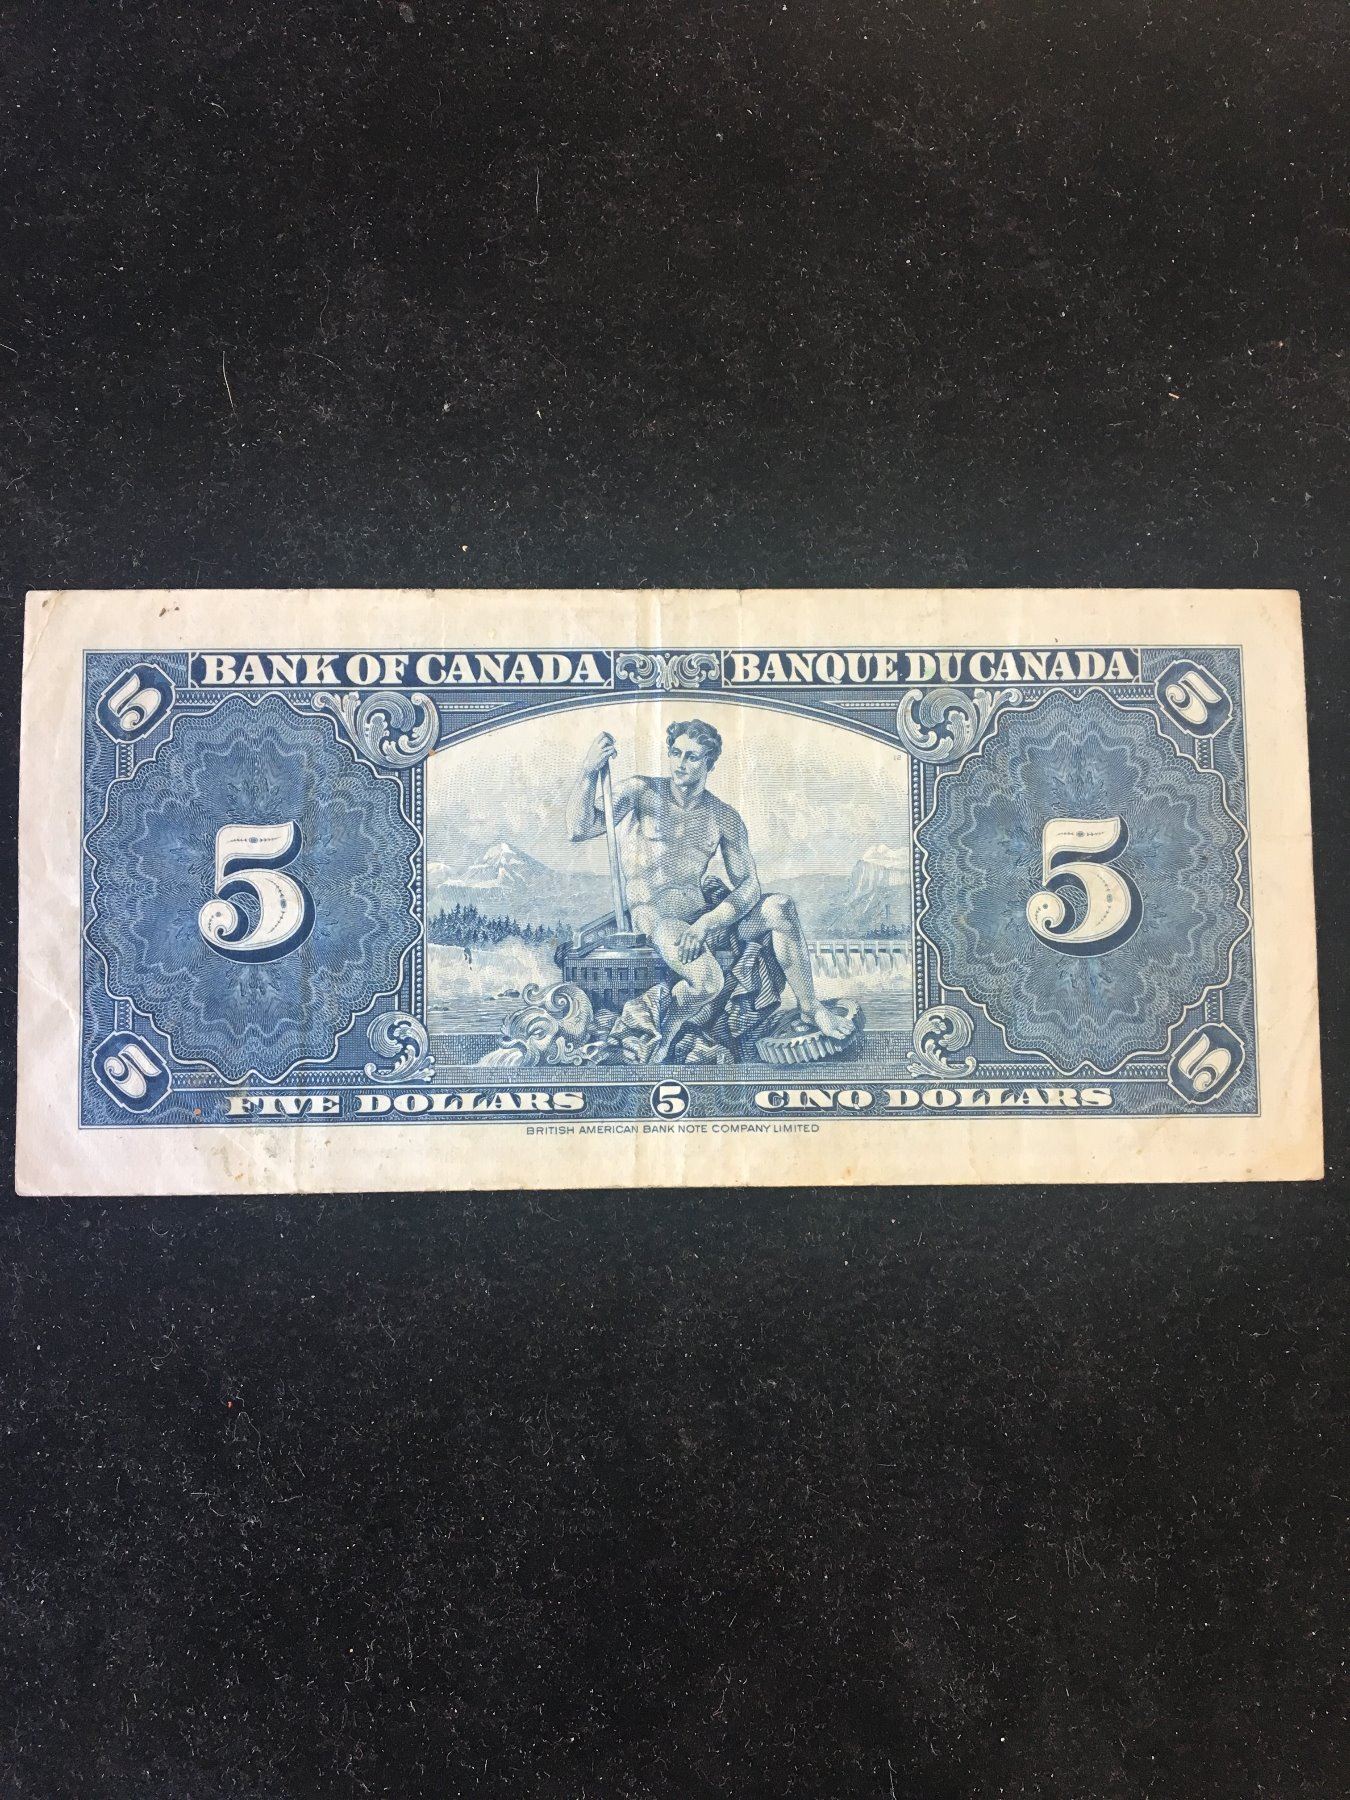 5 BANK OF CANADA BANQUE DU CANADA 5
12
5 5
5 FIVE DOLLARS 5 CINQ DOLLARS 5
BRITISH AMERICAN BANK NOTE COMPANY LIMITED